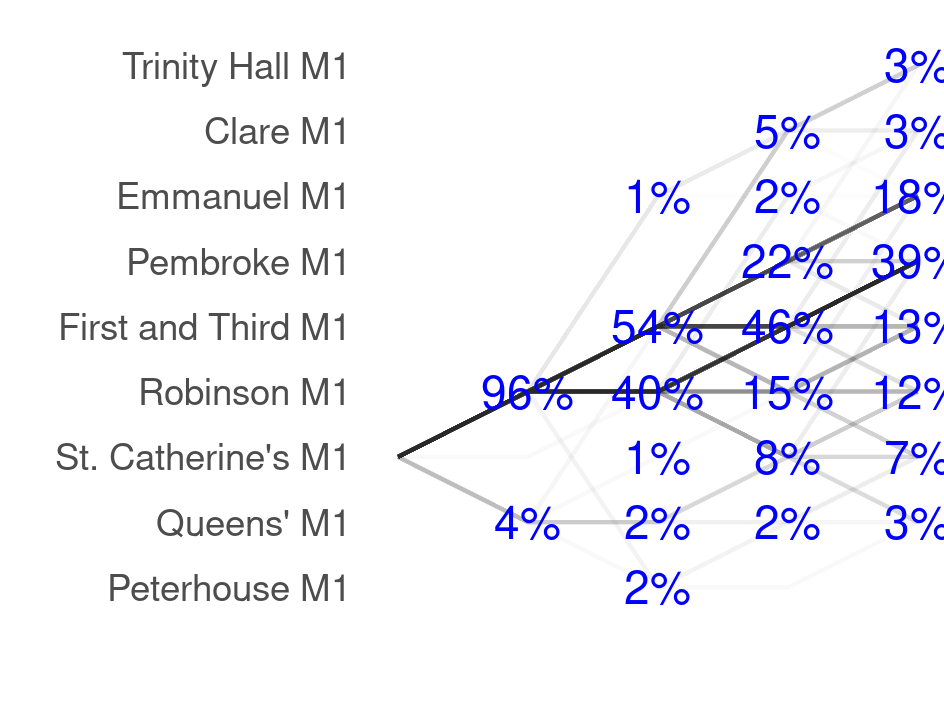 Trinity Hall M1 3%
Clare M1 5% 3%
Emmanuel M1 1% 2% 18%
Pembroke M1 22% 39%
First and Third M1 54% 46% 13%
Robinson M1 96% 40% 15% 12%
St. Catherine's M1 1% 8% 7%
Queens' M1 4% 2% 2% 3%
Peterhouse M1 2%